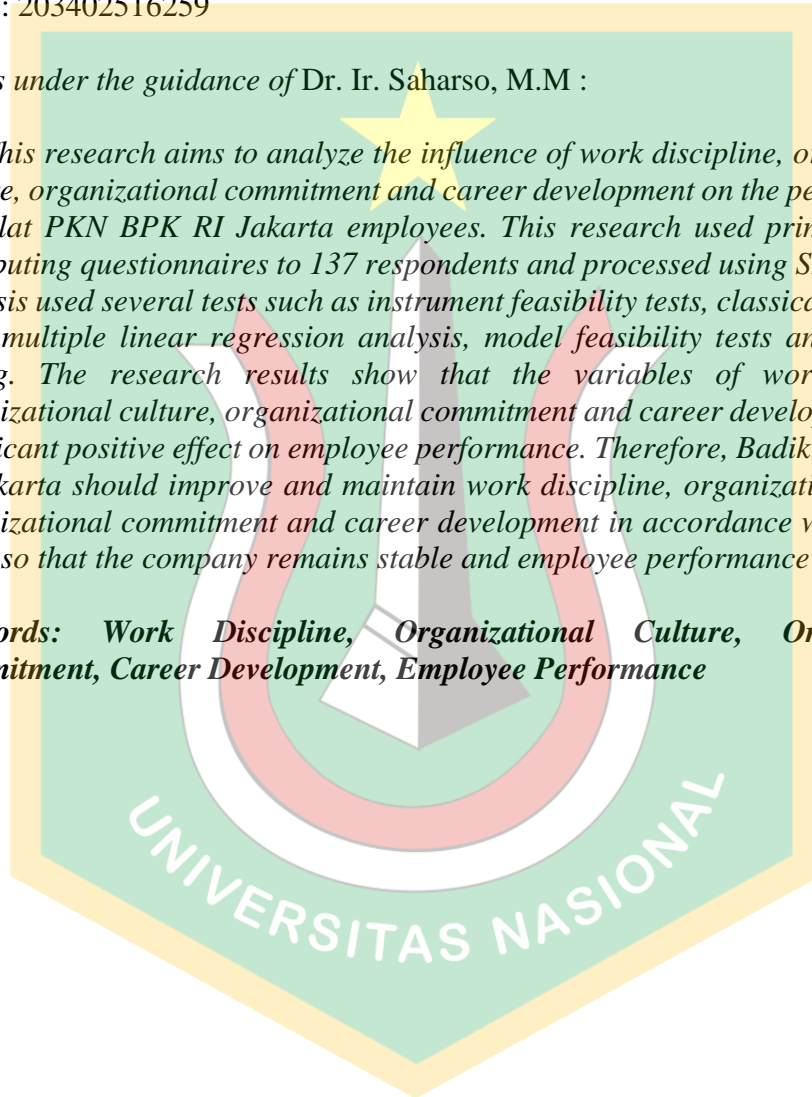 : 203402516259
under the guidance of Dr. Ir. Saharso, M.M :
his research aims to analyze the influence of work discipline, o
e, organizational commitment and career development on the pe
lat PKN BPK RI Jakarta employees. This research used prin
buting questionnaires to 137 respondents and processed using S
sis used several tests such as instrument feasibility tests, classica
multiple linear regression analysis, model feasibility tests an
g. The research results show that the variables of wor
izational culture, organizational commitment and career develo
icant positive effect on employee performance. Therefore, Badik
karta should improve and maintain work discipline, organizati
izational commitment and career development in accordance
so that the company remains stable and employee performance
ords: Work Discipline, Organizational Culture, Or
mitment, Career Development, Employee Performance
UNIVERSITAS NASIONAL